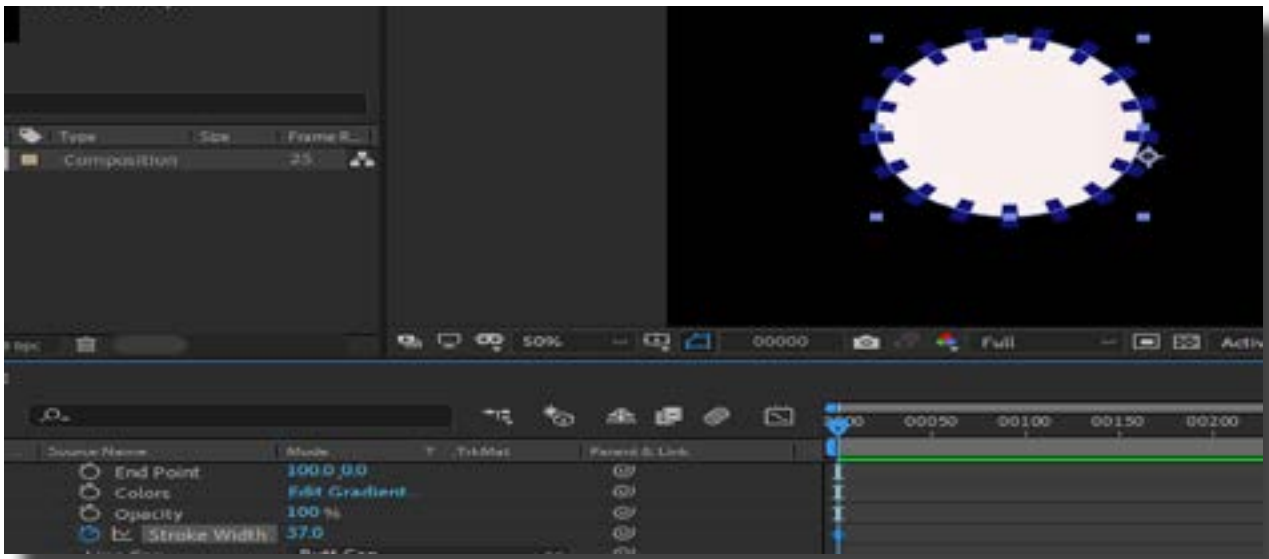 Type Size Frame R...
Composition 25
50% 00000 Full Activ
00050 00100 00150 00200
Source Name Mode T .TrkMat Parent & Link
End Point 100.0,0.0
Colors Edit Gradient...
Opacity 100 %
Stroke Width 37.0